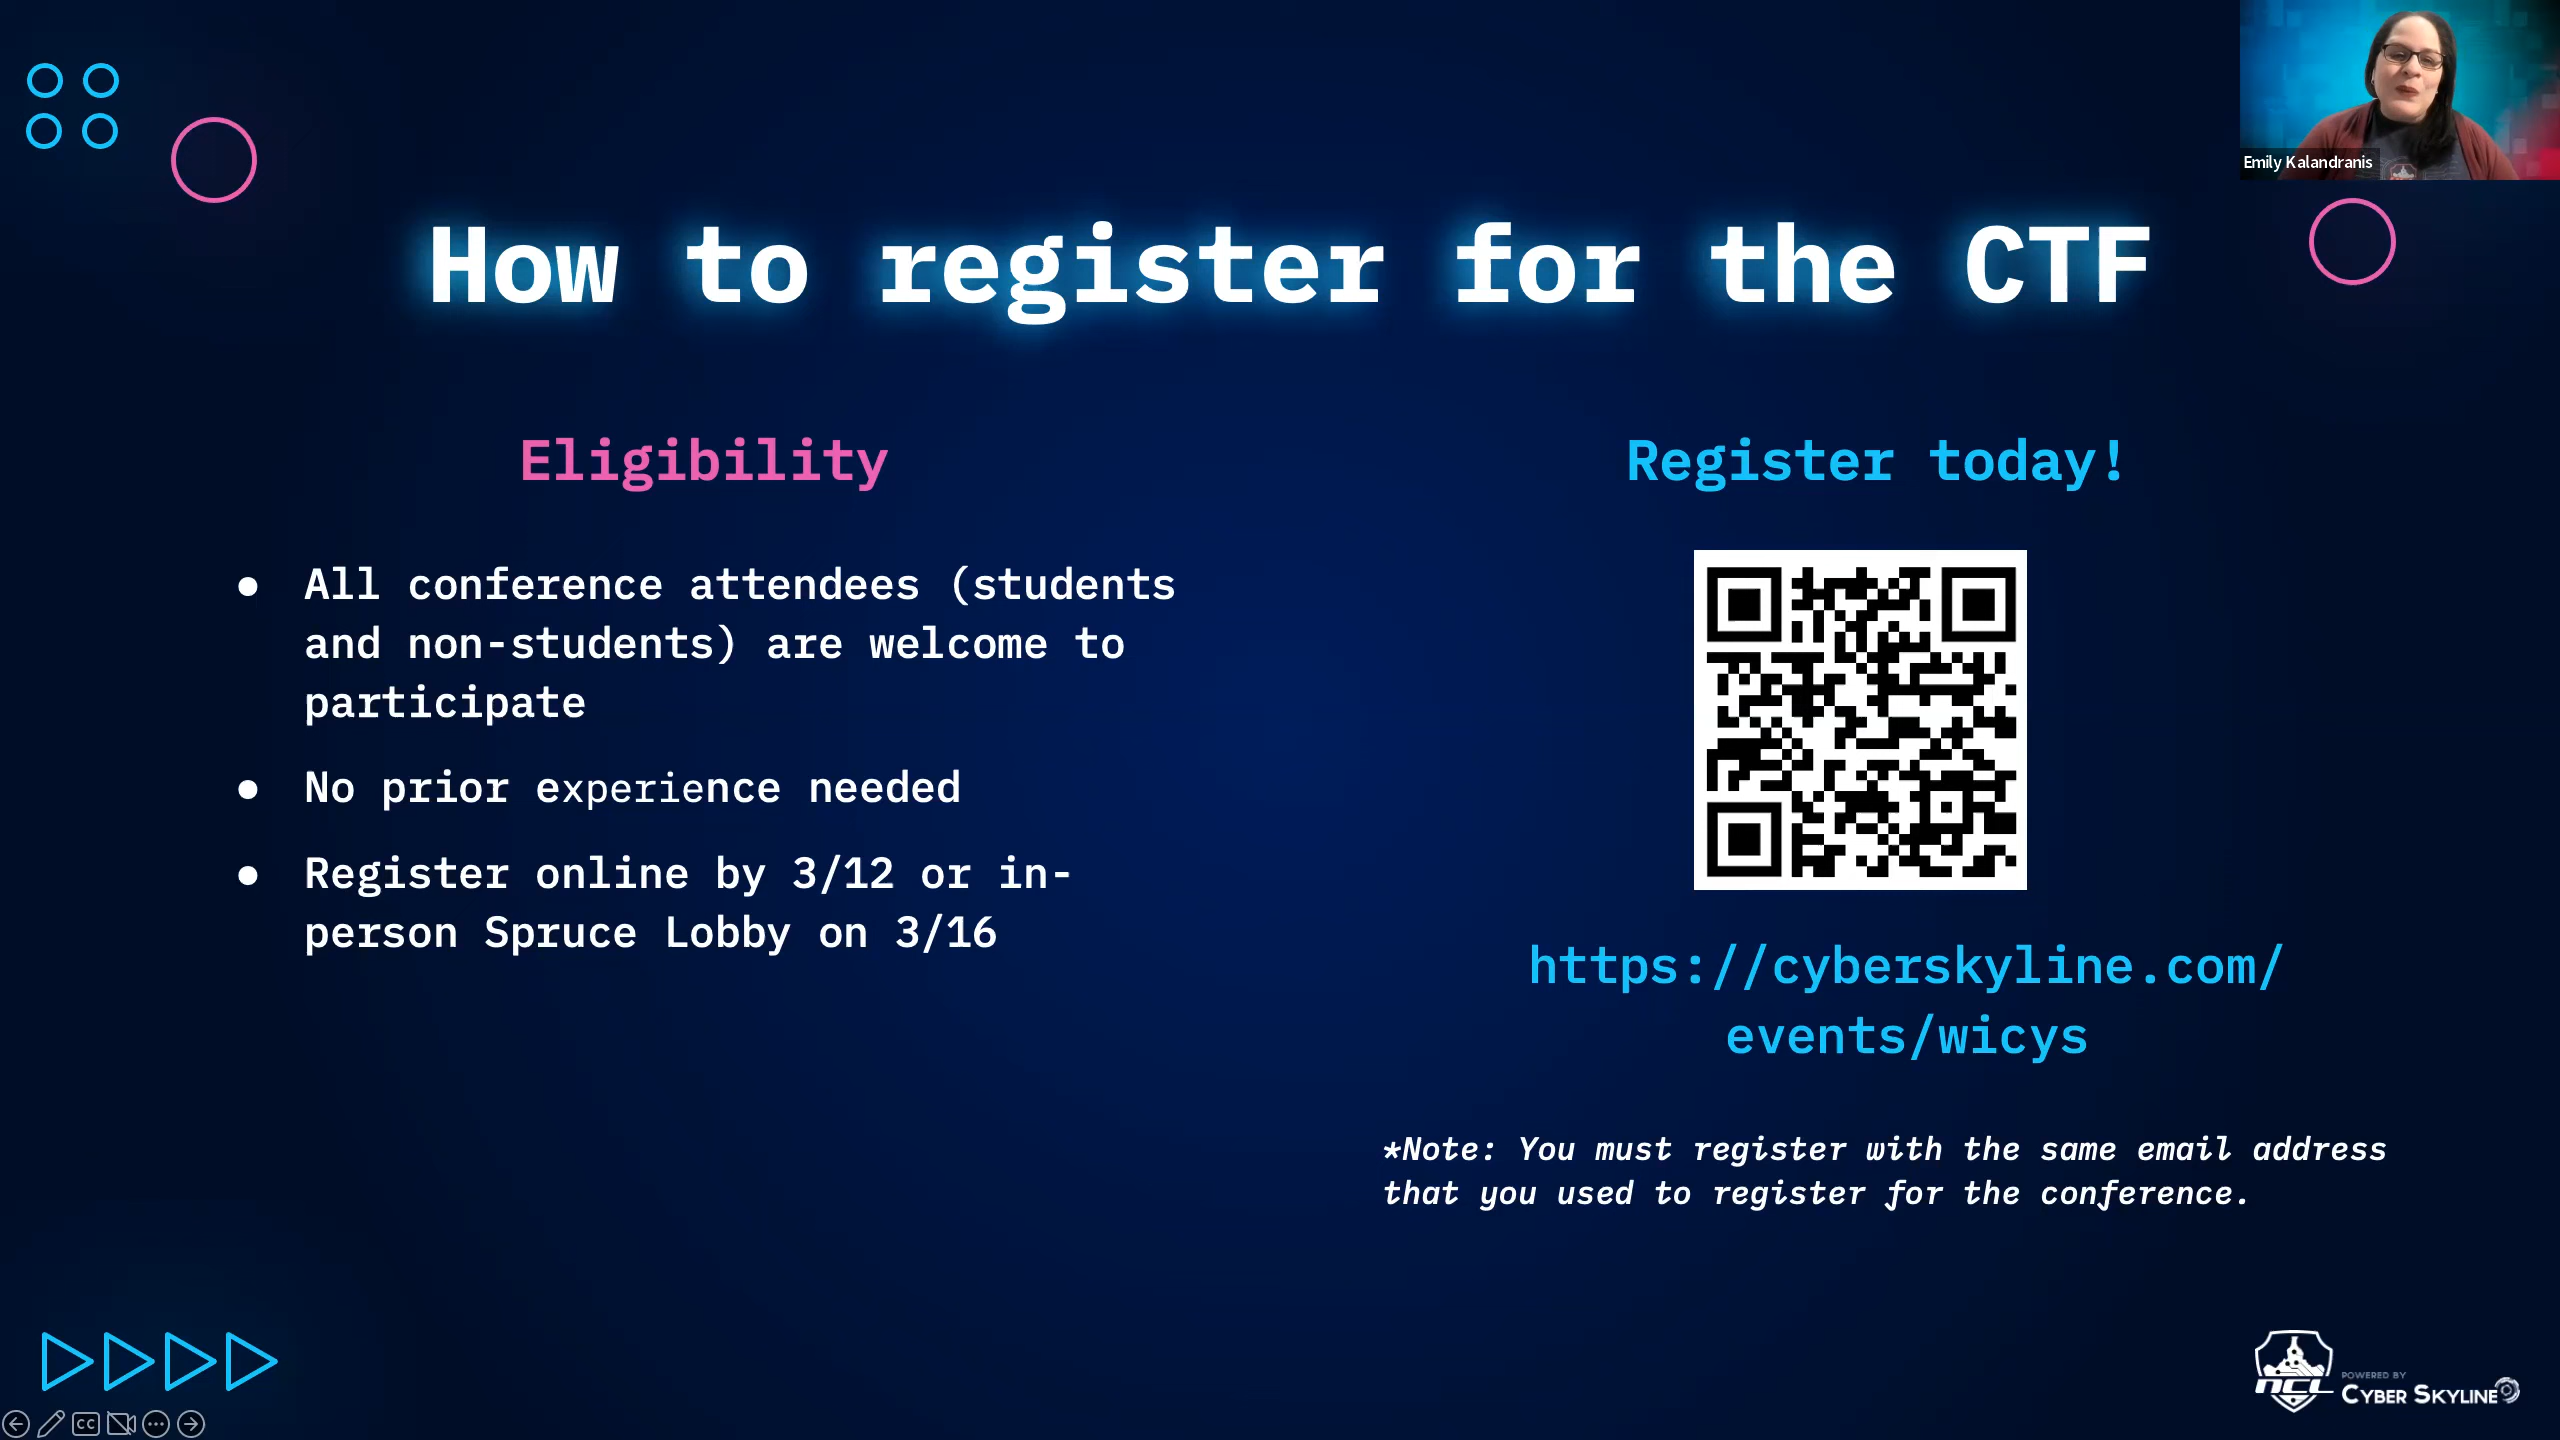 Emily Kalandranis
How to register for the CTF
Eligibility
● All conference attendees (students
and non-students) are welcome to
participate
● No prior experience needed
● Register online by 3/12 or in-
person Spruce Lobby on 3/16
Register today!
https://cyberskyline.com/
events/wicys
*Note: You must register with the same email address
that you used to register for the conference.
CC
NCL
POWERED BY
CYBER SKYLINE